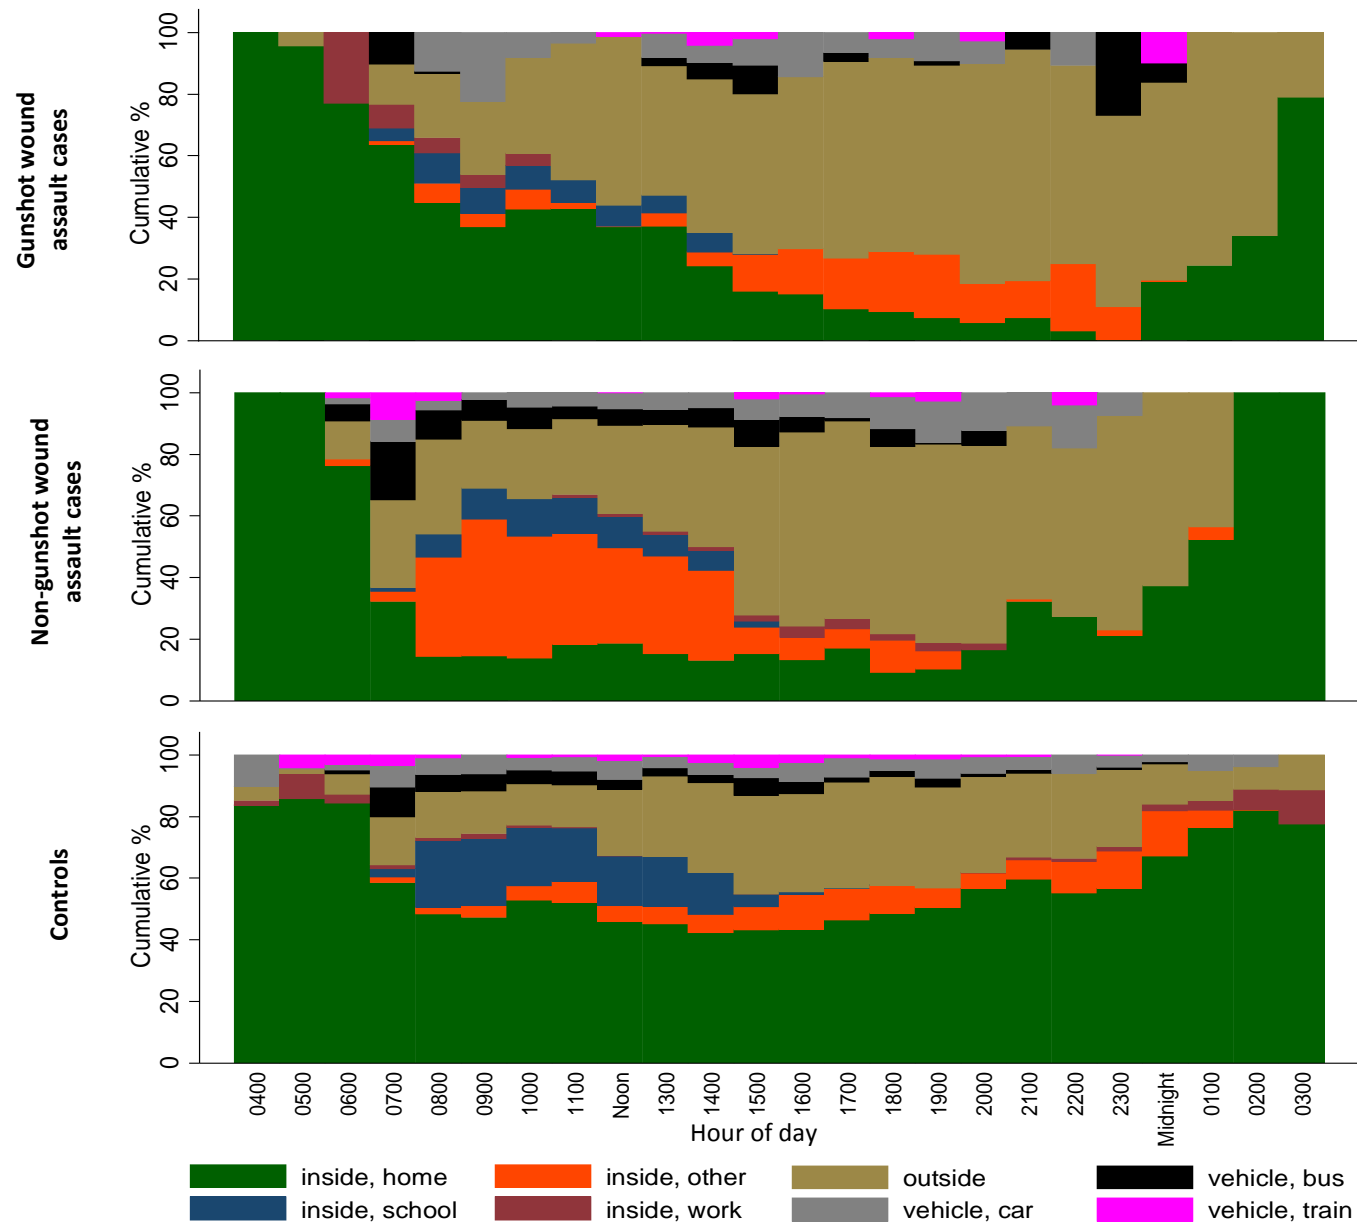 Gunshot wound
assault cases
Cumulative %
0 20 40 60 80 100
Non-gunshot wound
assault cases
Cumulative %
0 20 40 60 80 100
Controls
Cumulative %
0 20 40 60 80 100
0400 0500 0600 0700 0800 0900 1000 1100 Noon 1300 1400 1500 1600 1700 1800 1900 2000 2100 2200 2300 Midnight 0100 0200 0300
Hour of day
inside, home inside, other outside vehicle, bus
inside, school inside, work vehicle, car vehicle, train